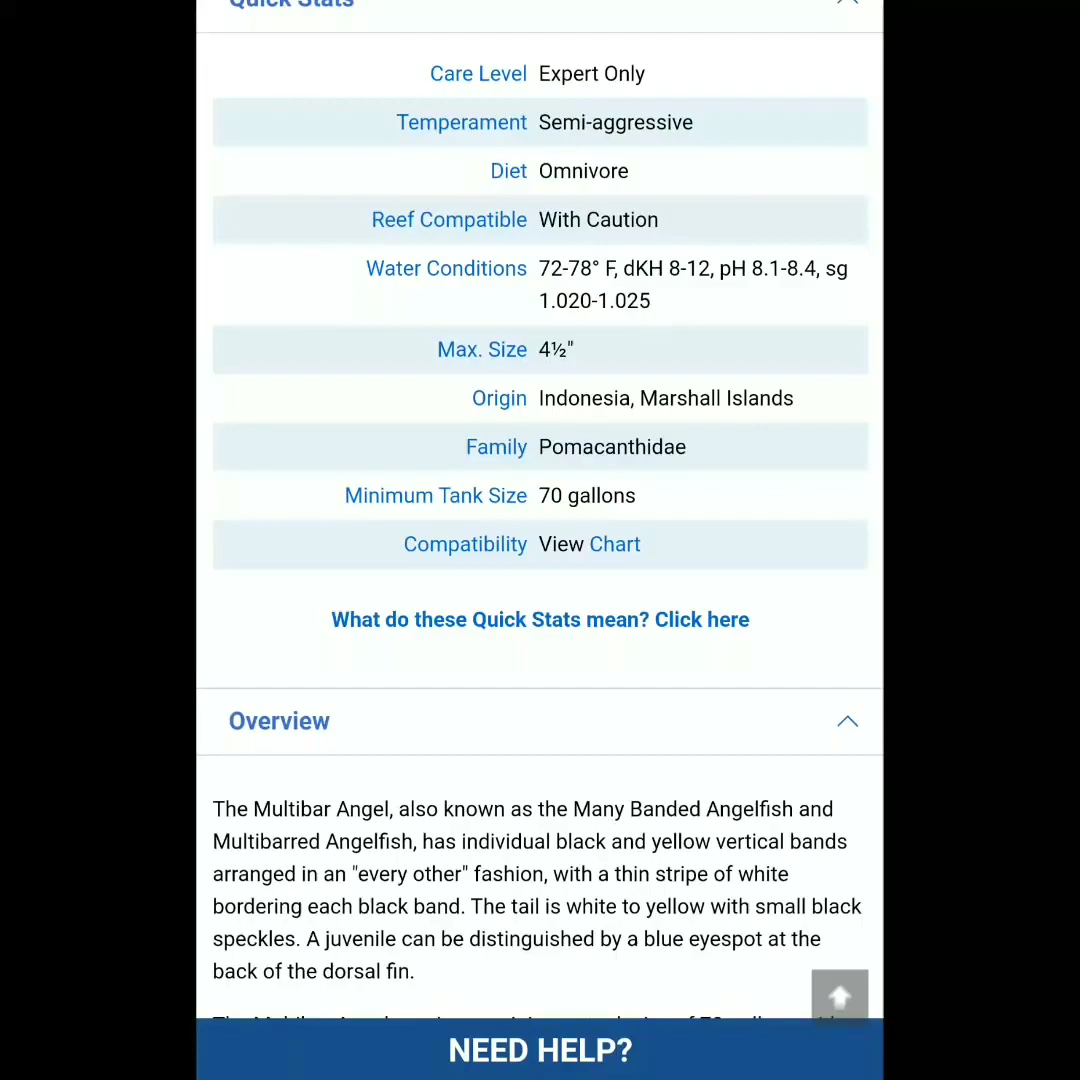 Quick Stats
Care Level Expert Only
Temperament Semi-aggressive
Diet Omnivore
Reef Compatible With Caution
Water Conditions 72-78° F, dKH 8-12, pH 8.1-8.4, sg
1.020-1.025
Max. Size 4½"
Origin Indonesia, Marshall Islands
Family Pomacanthidae
Minimum Tank Size 70 gallons
Compatibility View Chart
What do these Quick Stats mean? Click here
Overview
The Multibar Angel, also known as the Many Banded Angelfish and
Multibarred Angelfish, has individual black and yellow vertical bands
arranged in an "every other" fashion, with a thin stripe of white
bordering each black band. The tail is white to yellow with small black
speckles. A juvenile can be distinguished by a blue eyespot at the
back of the dorsal fin.
NEED HELP?